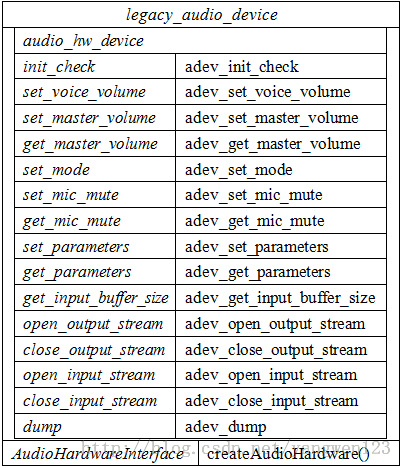 legacy_audio_device
audio_hw_device
init_check adev_init_check
set_voice_volume adev_set_voice_volume
set_master_volume adev_set_master_volume
get_master_volume adev_get_master_volume
set_mode adev_set_mode
set_mic_mute adev_set_mic_mute
get_mic_mute adev_get_mic_mute
set_parameters adev_set_parameters
get_parameters adev_get_parameters
get_input_buffer_size adev_get_input_buffer_size
open_output_stream adev_open_output_stream
close_output_stream adev_close_output_stream
open_input_stream adev_open_input_stream
close_input_stream adev_close_input_stream
dump adev_dump
http://blog.csdn.net/yangwen123
AudioHardwareInterface createAudioHardware()